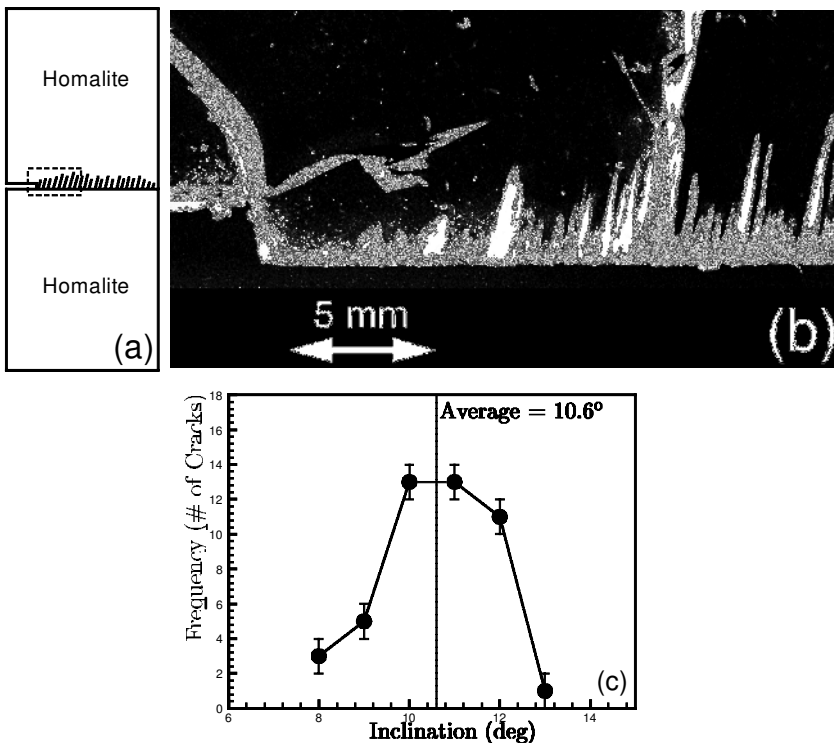 Homalite
Homalite
(a)
5 mm
(b)
Average = 10.6°
Frequency (# of Cracks)
18
16
14
12
10
8
6
4
2
0
6
8
10
12
14
Inclination (deg)
(c)